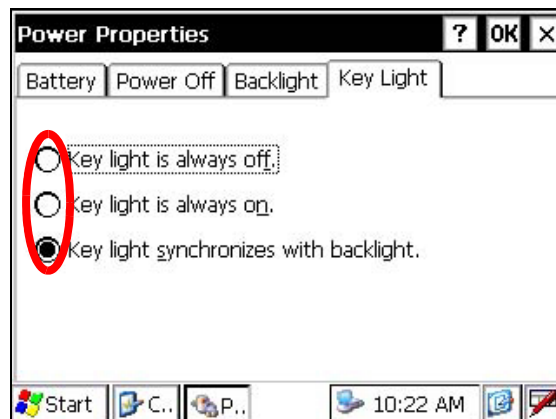 Power Properties ? OK ×
Battery Power Off Backlight Key Light
Key light is always off.
Key light is always on.
Key light synchronizes with backlight.
Start C.. P.. 10:22 AM